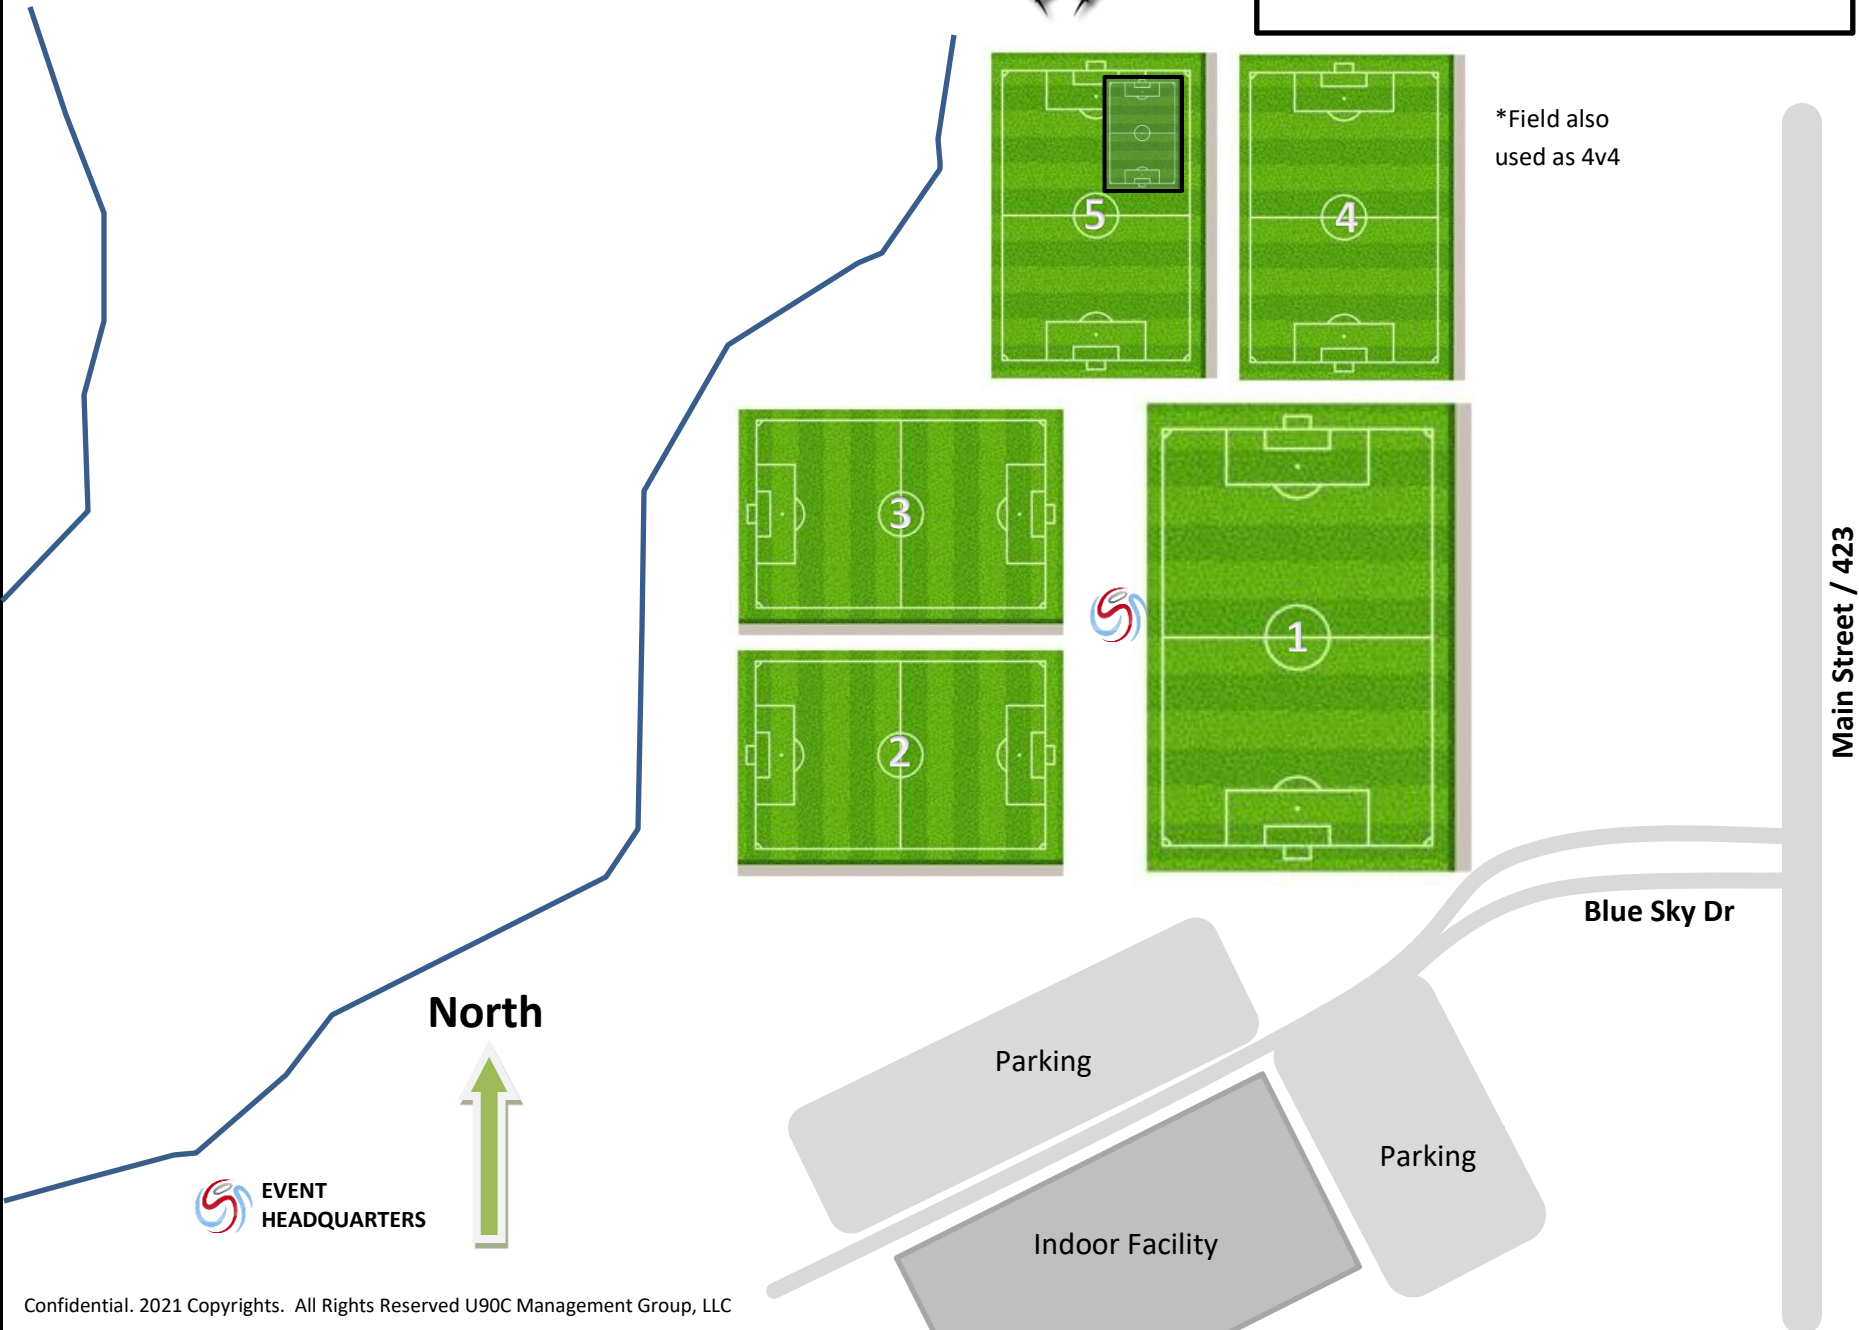 *Field also
used as 4v4
5
4
3
1
2
Main Street / 423
Blue Sky Dr
North
Parking
Parking
EVENT
HEADQUARTERS
Indoor Facility
Confidential. 2021 Copyrights.  All Rights Reserved U90C Management Group, LLC